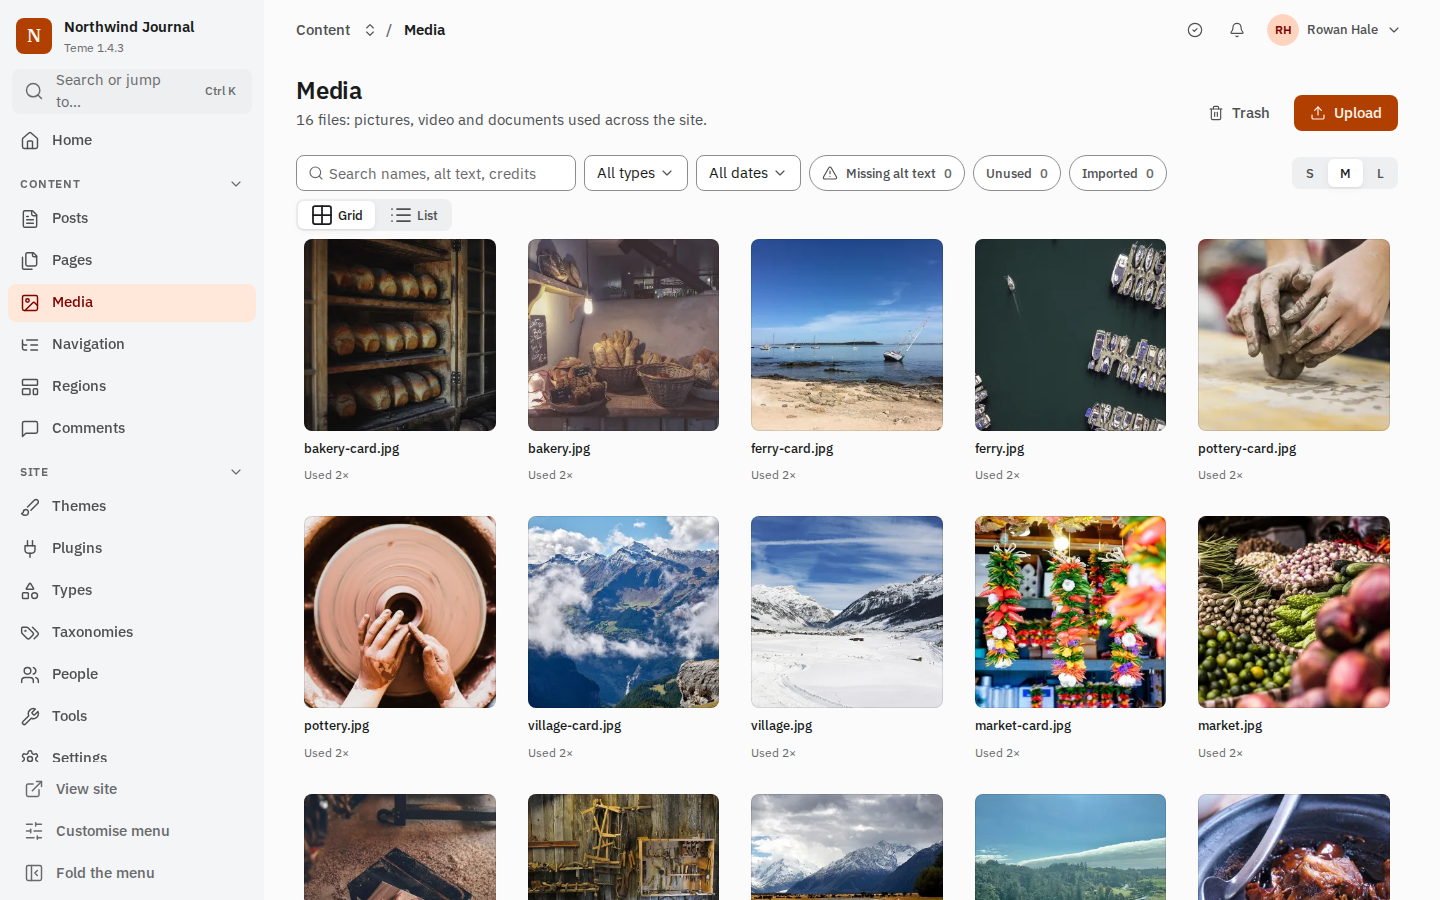 N
Northwind Journal
Teme 1.4.3
Search or jump
to...
Ctrl K
Home
CONTENT
Posts
Pages
Media
Navigation
Regions
Comments
SITE
Themes
Plugins
Types
Taxonomies
People
Tools
Settings
View site
Customise menu
Fold the menu
Content / Media
RH Rowan Hale
Media
16 files: pictures, video and documents used across the site.
Trash
Upload
Search names, alt text, credits
All types
All dates
Missing alt text 0
Unused 0
Imported 0
S M L
Grid
List
bakery-card.jpg
Used 2×
bakery.jpg
Used 2×
ferry-card.jpg
Used 2×
ferry.jpg
Used 2×
pottery-card.jpg
Used 2×
pottery.jpg
Used 2×
village-card.jpg
Used 2×
village.jpg
Used 2×
market-card.jpg
Used 2×
market.jpg
Used 2×